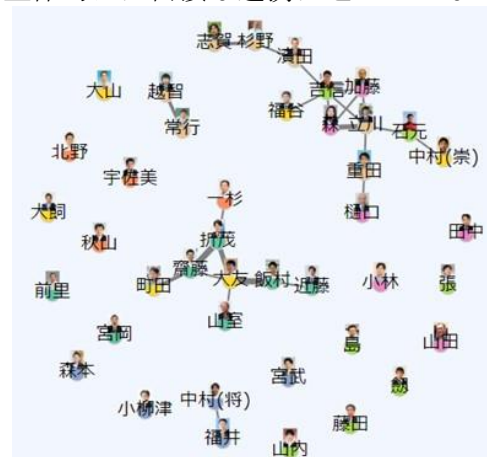 志賀 杉野
濱田
大山 越智 吉信 加藤
福谷
常行 森 立川 石元
北野 中村(崇)
宇佐美 重田
一杉
犬飼 樋口
秋山 折茂 田中
齋藤
前里 町田 大友 飯村 近藤 小林 張
宮岡 山室
島 山田
森本 宮武
小柳津 中村(将)
藤田
福井
山内